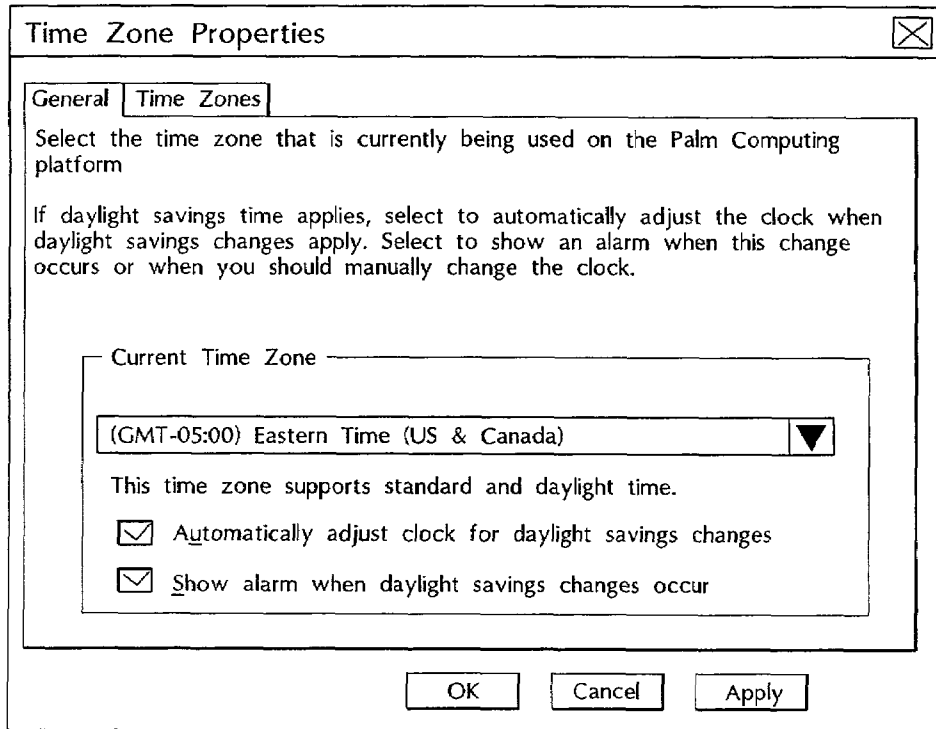 Time Zone Properties
General Time Zones
Select the time zone that is currently being used on the Palm Computing
platform
If daylight savings time applies, select to automatically adjust the clock when
daylight savings changes apply. Select to show an alarm when this change
occurs or when you should manually change the clock.
Current Time Zone
(GMT-05:00) Eastern Time (US & Canada)
This time zone supports standard and daylight time.
Automatically adjust clock for daylight savings changes
Show alarm when daylight savings changes occur
OK Cancel Apply